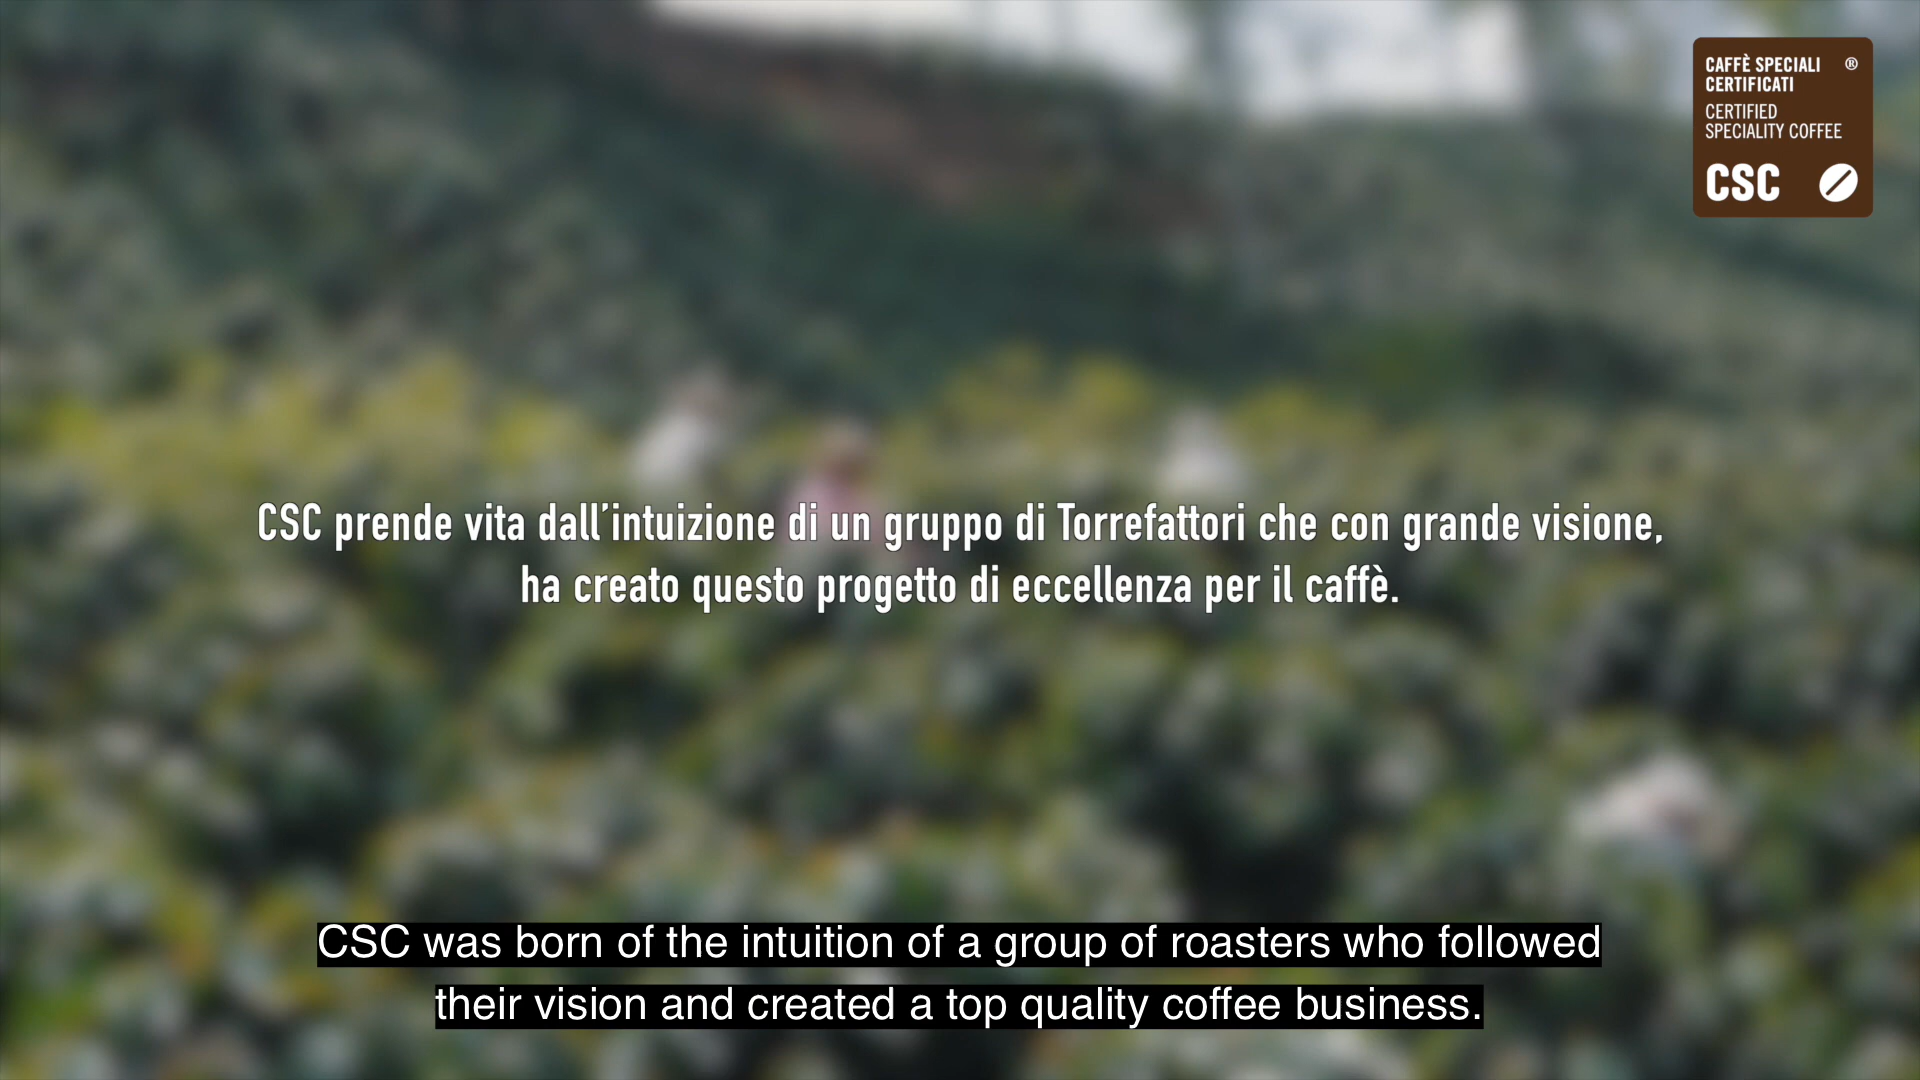 CAFFÈ SPECIALI ®
CERTIFICATI
CERTIFIED
SPECIALITY COFFEE
CSC
CSC prende vita dall’intuizione di un gruppo di Torrefattori che con grande visione,
ha creato questo progetto di eccellenza per il caffè.
CSC was born of the intuition of a group of roasters who followed
their vision and created a top quality coffee business.